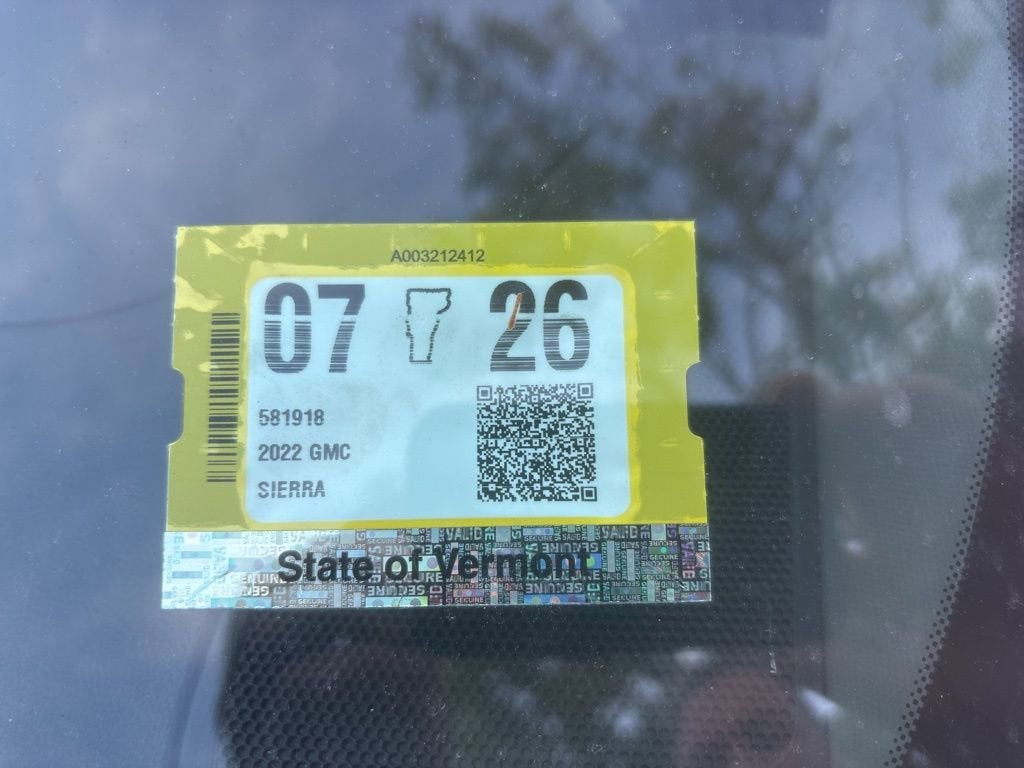 A003212412
07 26
581918
2022 GMC
SIERRA
State of Vermont